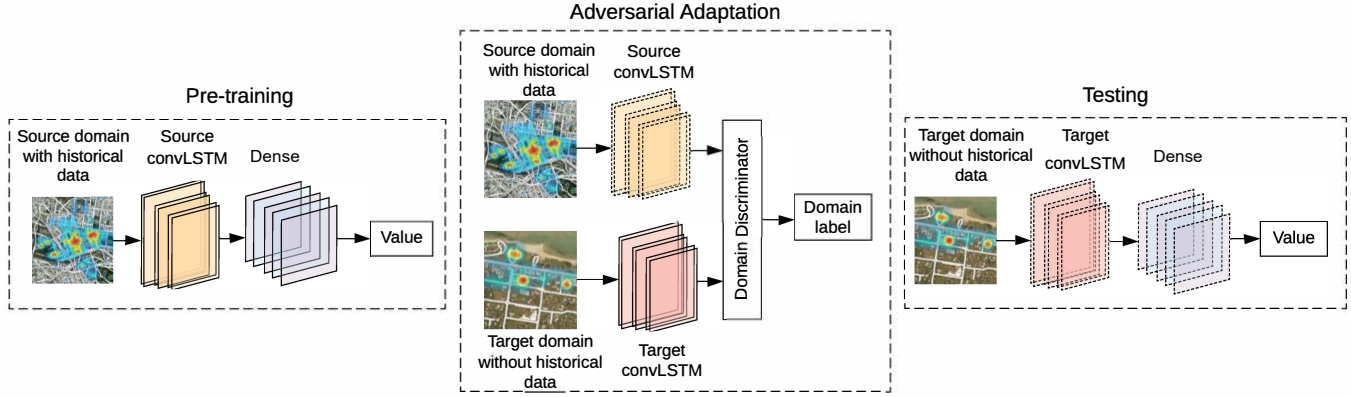 Pre-training
Source domain
with historical
data
Source
convLSTM
Dense
Value
Adversarial Adaptation
Source domain
with historical
data
Source
convLSTM
Target domain
without historical
data
Target
convLSTM
Domain Discriminator
Domain
label
Testing
Target domain
without historical
data
Target
convLSTM
Dense
Value